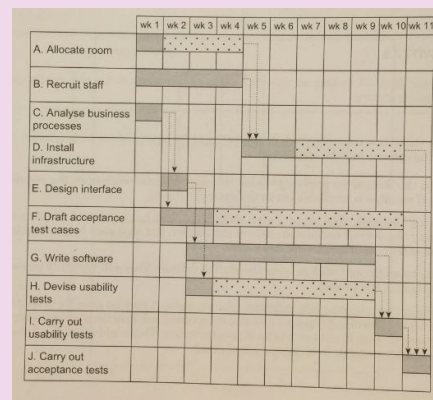 wk 1 wk 2 wk 3 wk 4 wk 5 wk 6 wk 7 wk 8 wk 9 wk 10 wk 11
A. Allocate room
B. Recruit staff
C. Analyse business
processes
D. Install
infrastructure
E. Design interface
F. Draft acceptance
test cases
G. Write software
H. Devise usability
tests
I. Carry out
usability tests
J. Carry out
acceptance tests